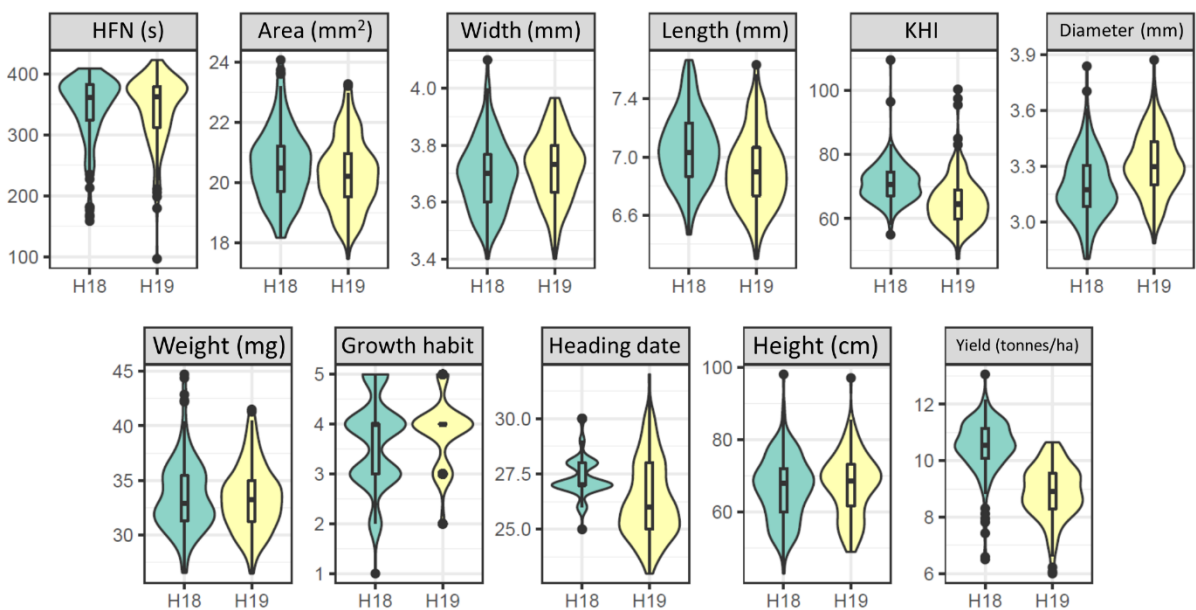 HFN (s) Area (mm²) Width (mm) Length (mm) KHI Diameter (mm)
400 300 200 100
24 22 20 18
4.0 3.8 3.6 3.4
7.4 7.0 6.6
100 80 60
3.9 3.6 3.3 3.0
H18 H19 H18 H19 H18 H19 H18 H19 H18 H19 H18 H19
Weight (mg) Growth habit Heading date Height (cm) Yield (tonnes/ha)
45 40 35 30
5 4 3 2 1
30.0 27.5 25.0
100 80 60
12 10 8 6
H18 H19 H18 H19 H18 H19 H18 H19 H18 H19